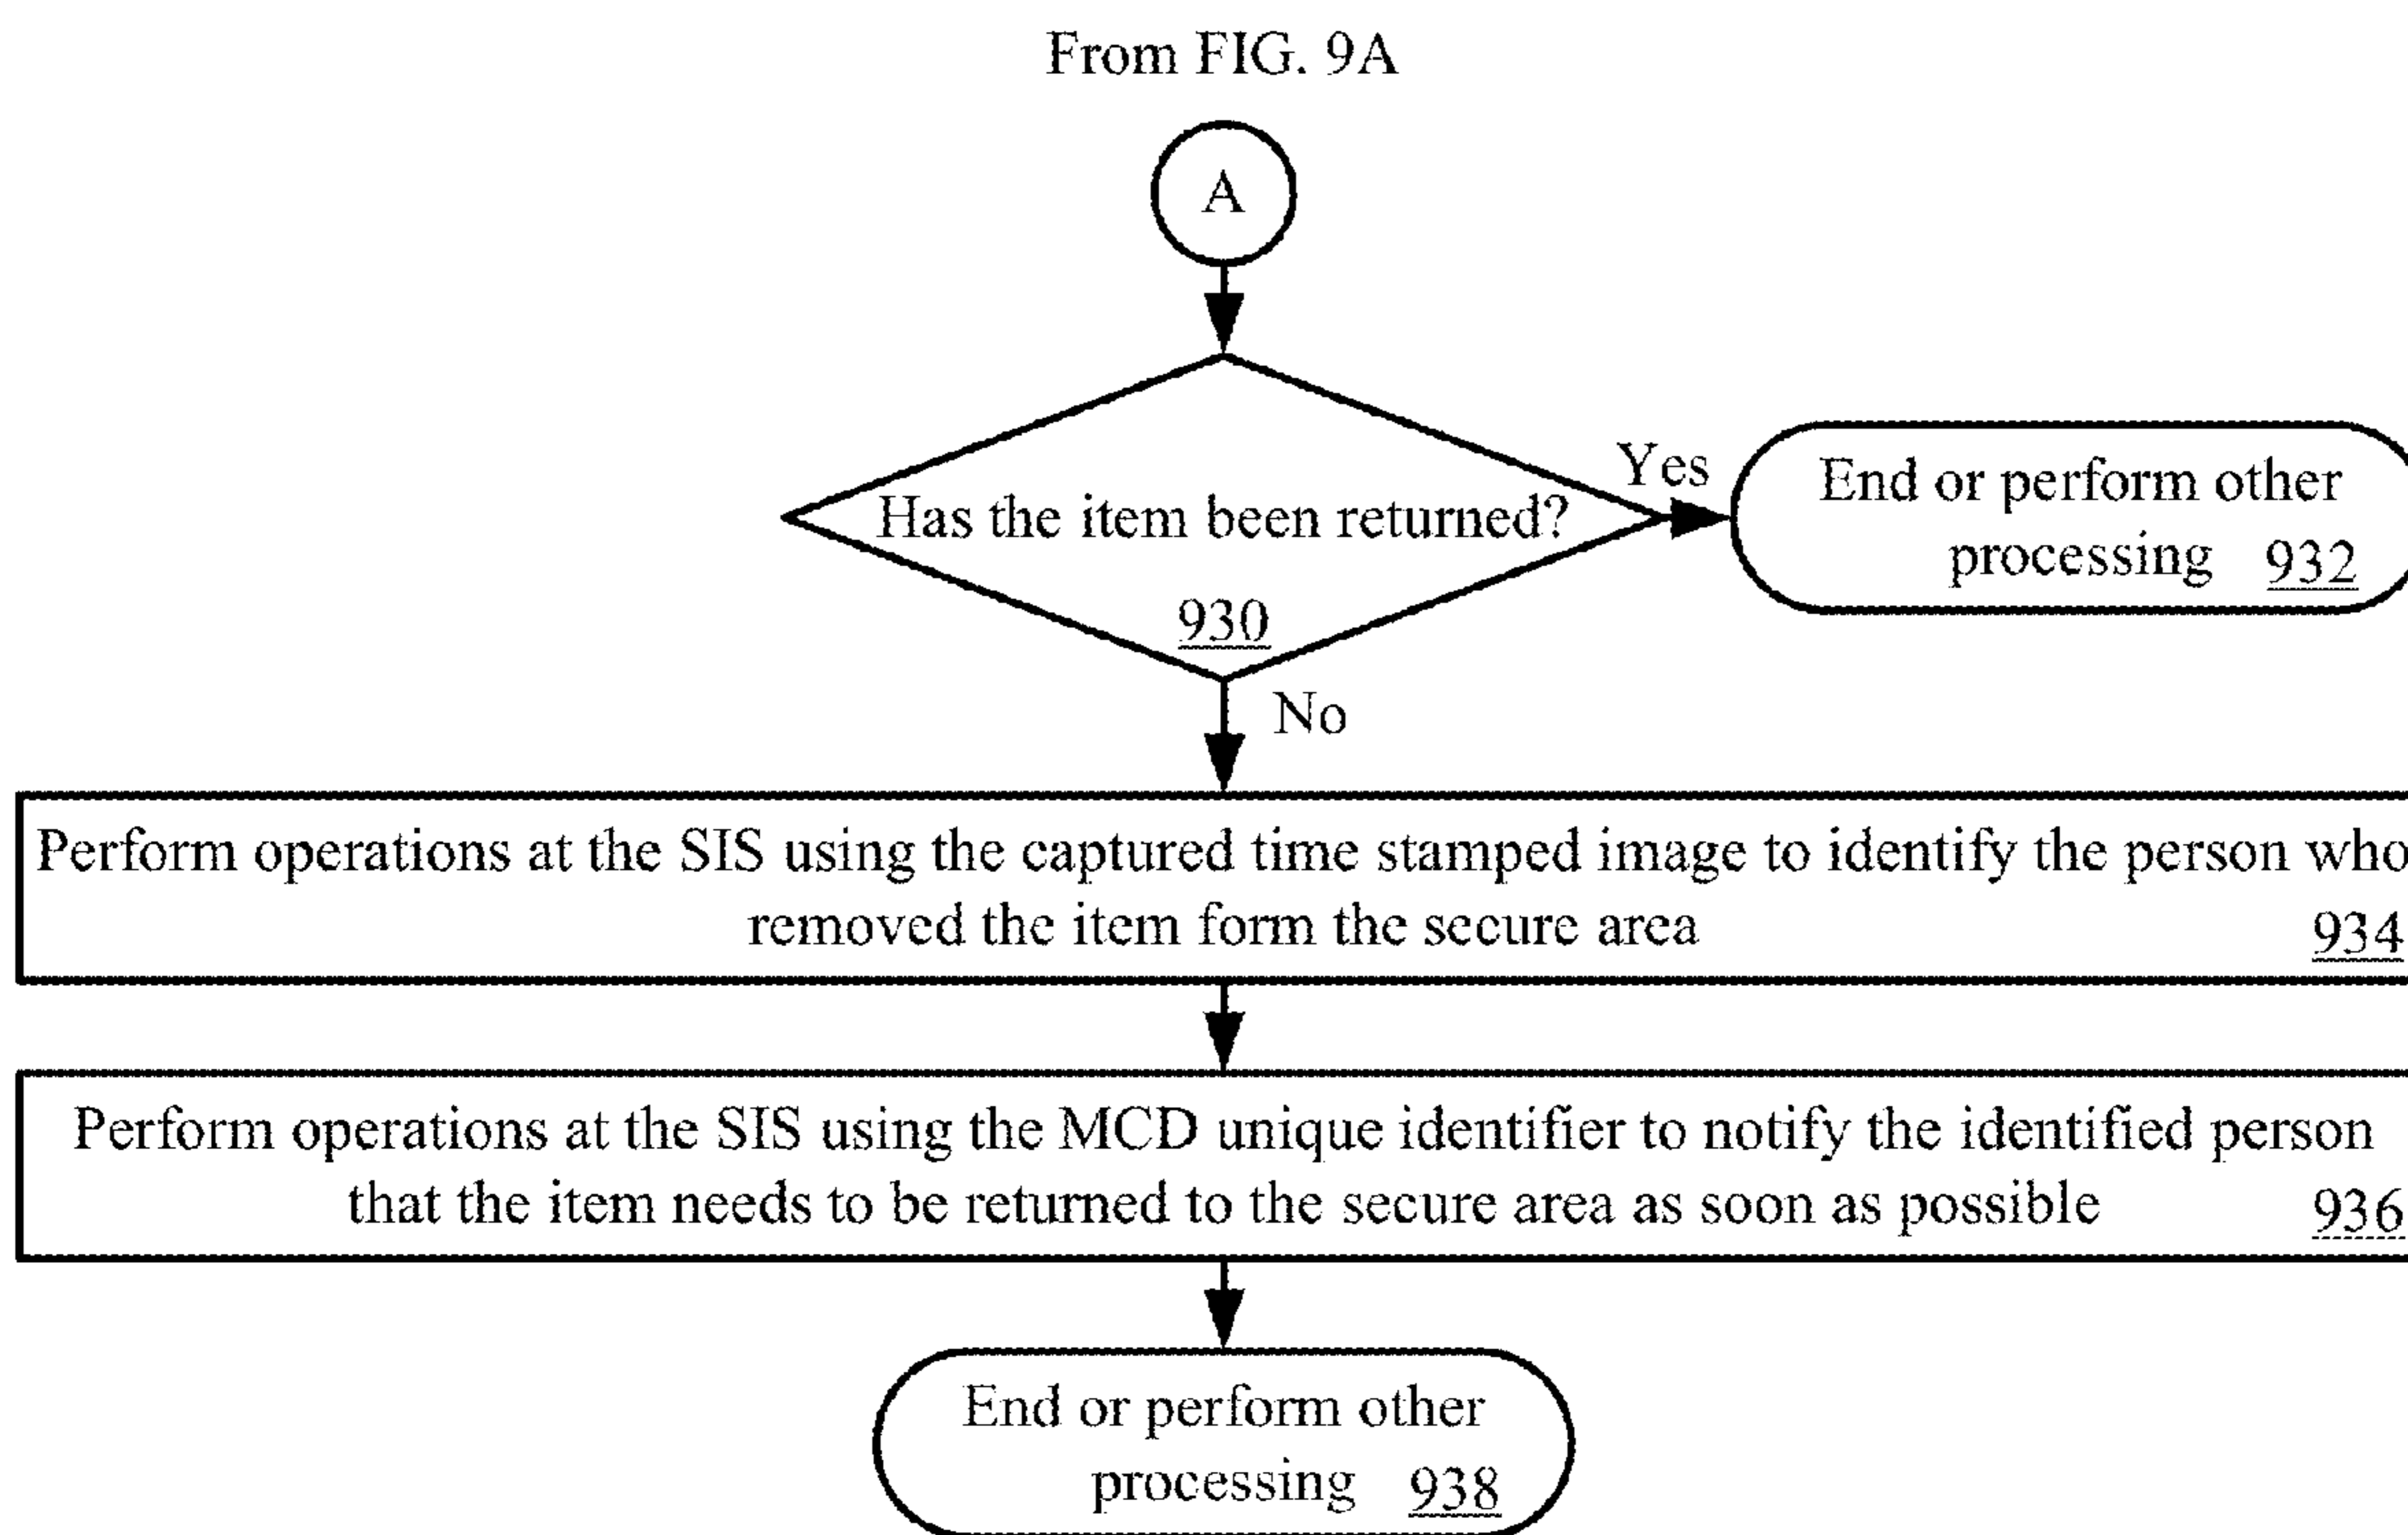 From FIG. 9A
A
Has the item been returned?
930
Yes
End or perform other
processing 932
No
Perform operations at the SIS using the captured time stamped image to identify the person who
removed the item form the secure area 934
Perform operations at the SIS using the MCD unique identifier to notify the identified person
that the item needs to be returned to the secure area as soon as possible 936
End or perform other
processing 938